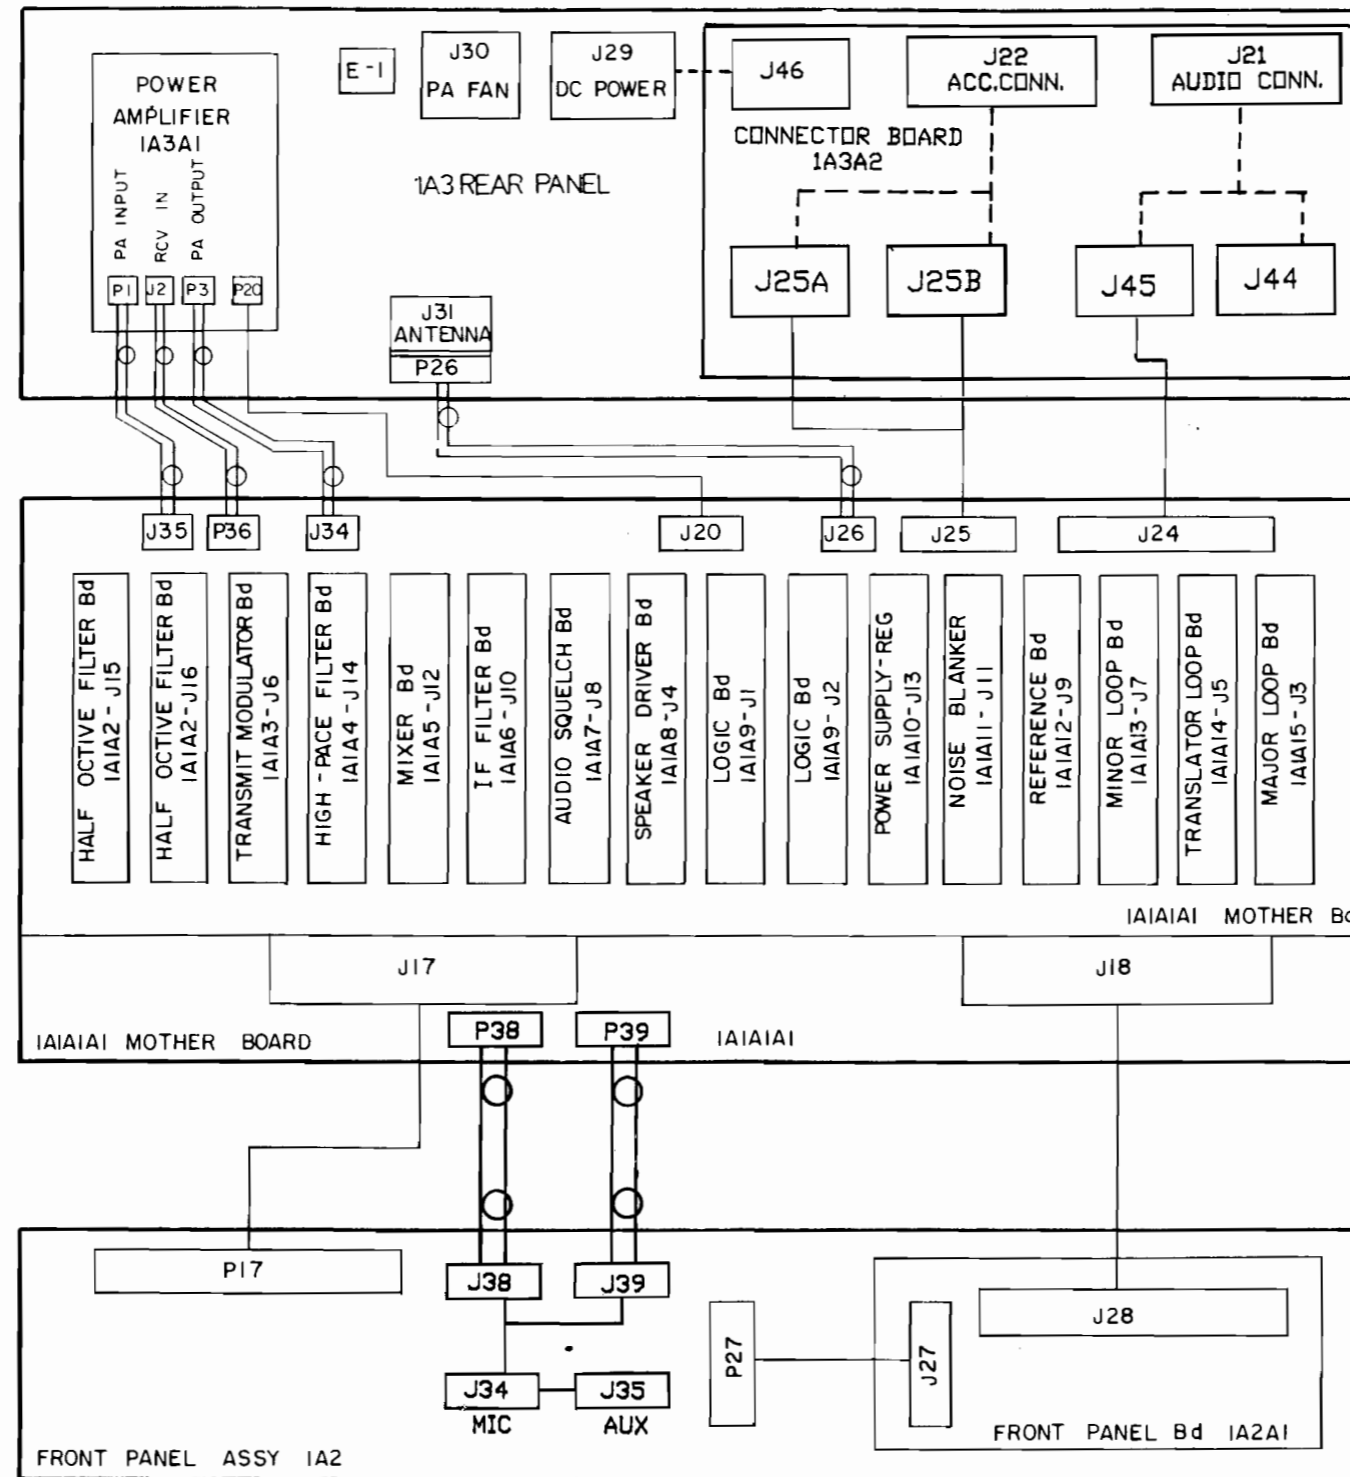 POWER
AMPLIFIER
1A3A1
PA INPUT
RCV IN
PA OUTPUT
P1
J2
P3
P20
E-1
J30
PA FAN
J29
DC POWER
J46
J22
ACC.CONN.
J21
AUDIO CONN.
CONNECTOR BOARD
1A3A2
1A3 REAR PANEL
J31
ANTENNA
P26
J25A
J25B
J45
J44
J35
P36
J34
J20
J26
J25
J24
HALF OCTIVE FILTER Bd
1A1A2-J15
HALF OCTIVE FILTER Bd
1A1A2-J16
TRANSMIT MODULATOR Bd
1A1A3-J6
HIGH-PACE FILTER Bd
1A1A4-J14
MIXER Bd
1A1A5-J12
IF FILTER Bd
1A1A6-J10
AUDIO SQUELCH Bd
1A1A7-J8
SPEAKER DRIVER Bd
1A1A8-J4
LOGIC Bd
1A1A9-J1
LOGIC Bd
1A1A9-J2
POWER SUPPLY-REG
1A1A10-J13
NOISE BLANKER
1A1A11-J11
REFERENCE Bd
1A1A12-J9
MINOR LOOP Bd
1A1A13-J7
TRANSLATOR LOOP Bd
1A1A14-J5
MAJOR LOOP Bd
1A1A15-J3
1A1A1A1 MOTHER Bd
J17
J18
1A1A1A1 MOTHER BOARD
P38
P39
1A1A1A1
P17
J38
J39
P27
J27
J28
J34
MIC
J35
AUX
FRONT PANEL Bd 1A2A1
FRONT PANEL ASSY 1A2